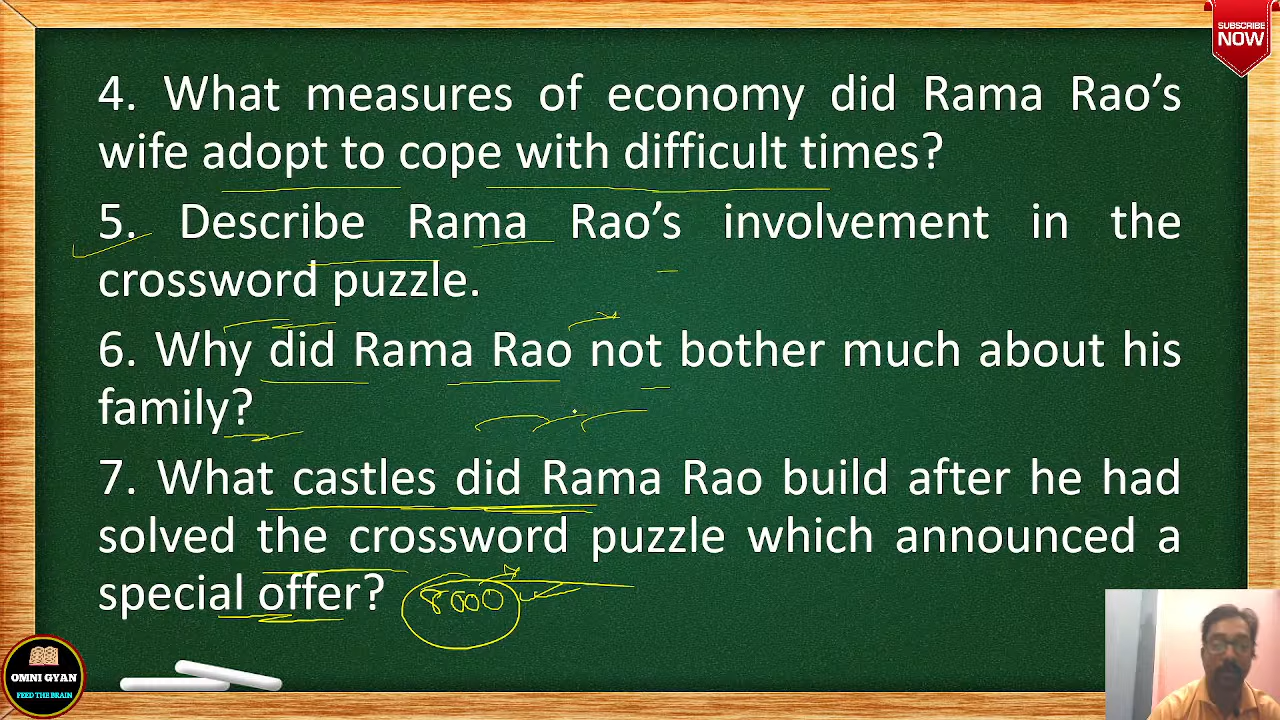 SUBSCRIBE
NOW
4. What measures of economy did Rama Rao’s
wife adopt to cope with difficult times?
5. Describe Rama Rao’s involvement in the
crossword puzzle.
6. Why did Rama Rao not bother much about his
family?
7. What castles did Rama Rao build after he had
solved the crossword puzzle which announced a
special offer?
8000
OMNI GYAN
FEED THE BRAIN